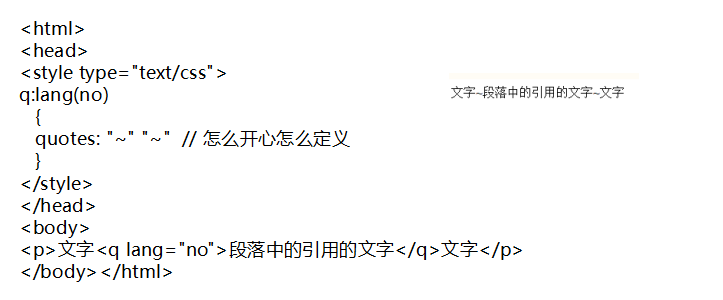 <html>
<head>
<style type="text/css">
q:lang(no)
{
quotes: "~" "~" // 怎么开心怎么定义
}
</style>
</head>
<body>
<p>文字<q lang="no">段落中的引用的文字</q>文字</p>
</body></html>
文字~段落中的引用的文字~文字